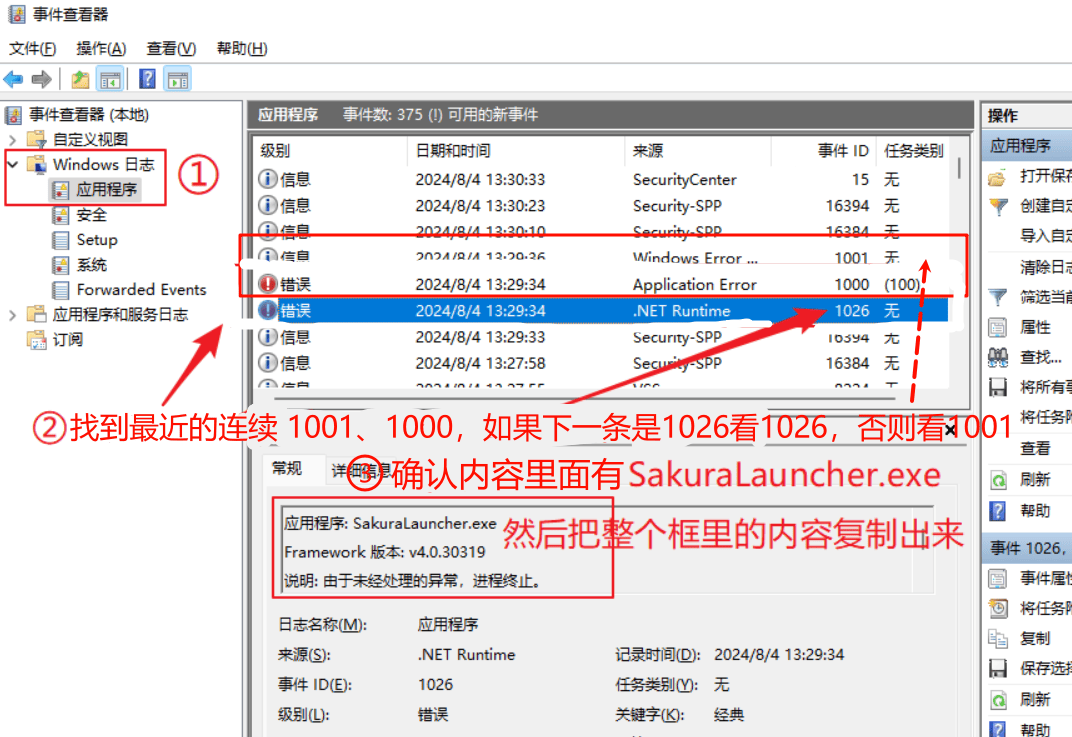 事件查看器
文件(F) 操作(A) 查看(V) 帮助(H)
事件查看器 (本地)
自定义视图
Windows 日志
应用程序
安全
Setup
系统
Forwarded Events
应用程序和服务日志
订阅
①
应用程序 事件数: 375 (!) 可用的新事件
级别 日期和时间 来源 事件 ID 任务类别
信息 2024/8/4 13:30:33 SecurityCenter 15 无
信息 2024/8/4 13:30:23 Security-SPP 16394 无
信息 2024/8/4 13:30:10 Security-SPP 16384 无
信息 2024/8/4 13:29:36 Windows Error ... 1001 无
错误 2024/8/4 13:29:34 Application Error 1000 (100)
错误 2024/8/4 13:29:34 .NET Runtime 1026 无
信息 2024/8/4 13:29:33 Security-SPP 16394 无
信息 2024/8/4 13:27:58 Security-SPP 16384 无
信息 2024/8/4 13:27:55 VSS 8224 无
②找到最近的连续 1001、1000，如果下一条是1026看1026，否则看1001
常规 详细信息
确认内容里面有SakuraLauncher.exe
应用程序: SakuraLauncher.exe
Framework 版本: v4.0.30319
说明: 由于未经处理的异常，进程终止。
然后把整个框里的内容复制出来
日志名称(M): 应用程序
来源(S): .NET Runtime 记录时间(D): 2024/8/4 13:29:34
事件 ID(E): 1026 任务类别(Y): 无
级别(L): 错误 关键字(K): 经典
操作
应用程序
打开保存
创建自定
导入自定
清除日志
筛选当前
属性
查找...
将所有事
将任务附
查看
刷新
帮助
事件 1026，
事件属性
将任务附
复制
保存选择
刷新
帮助